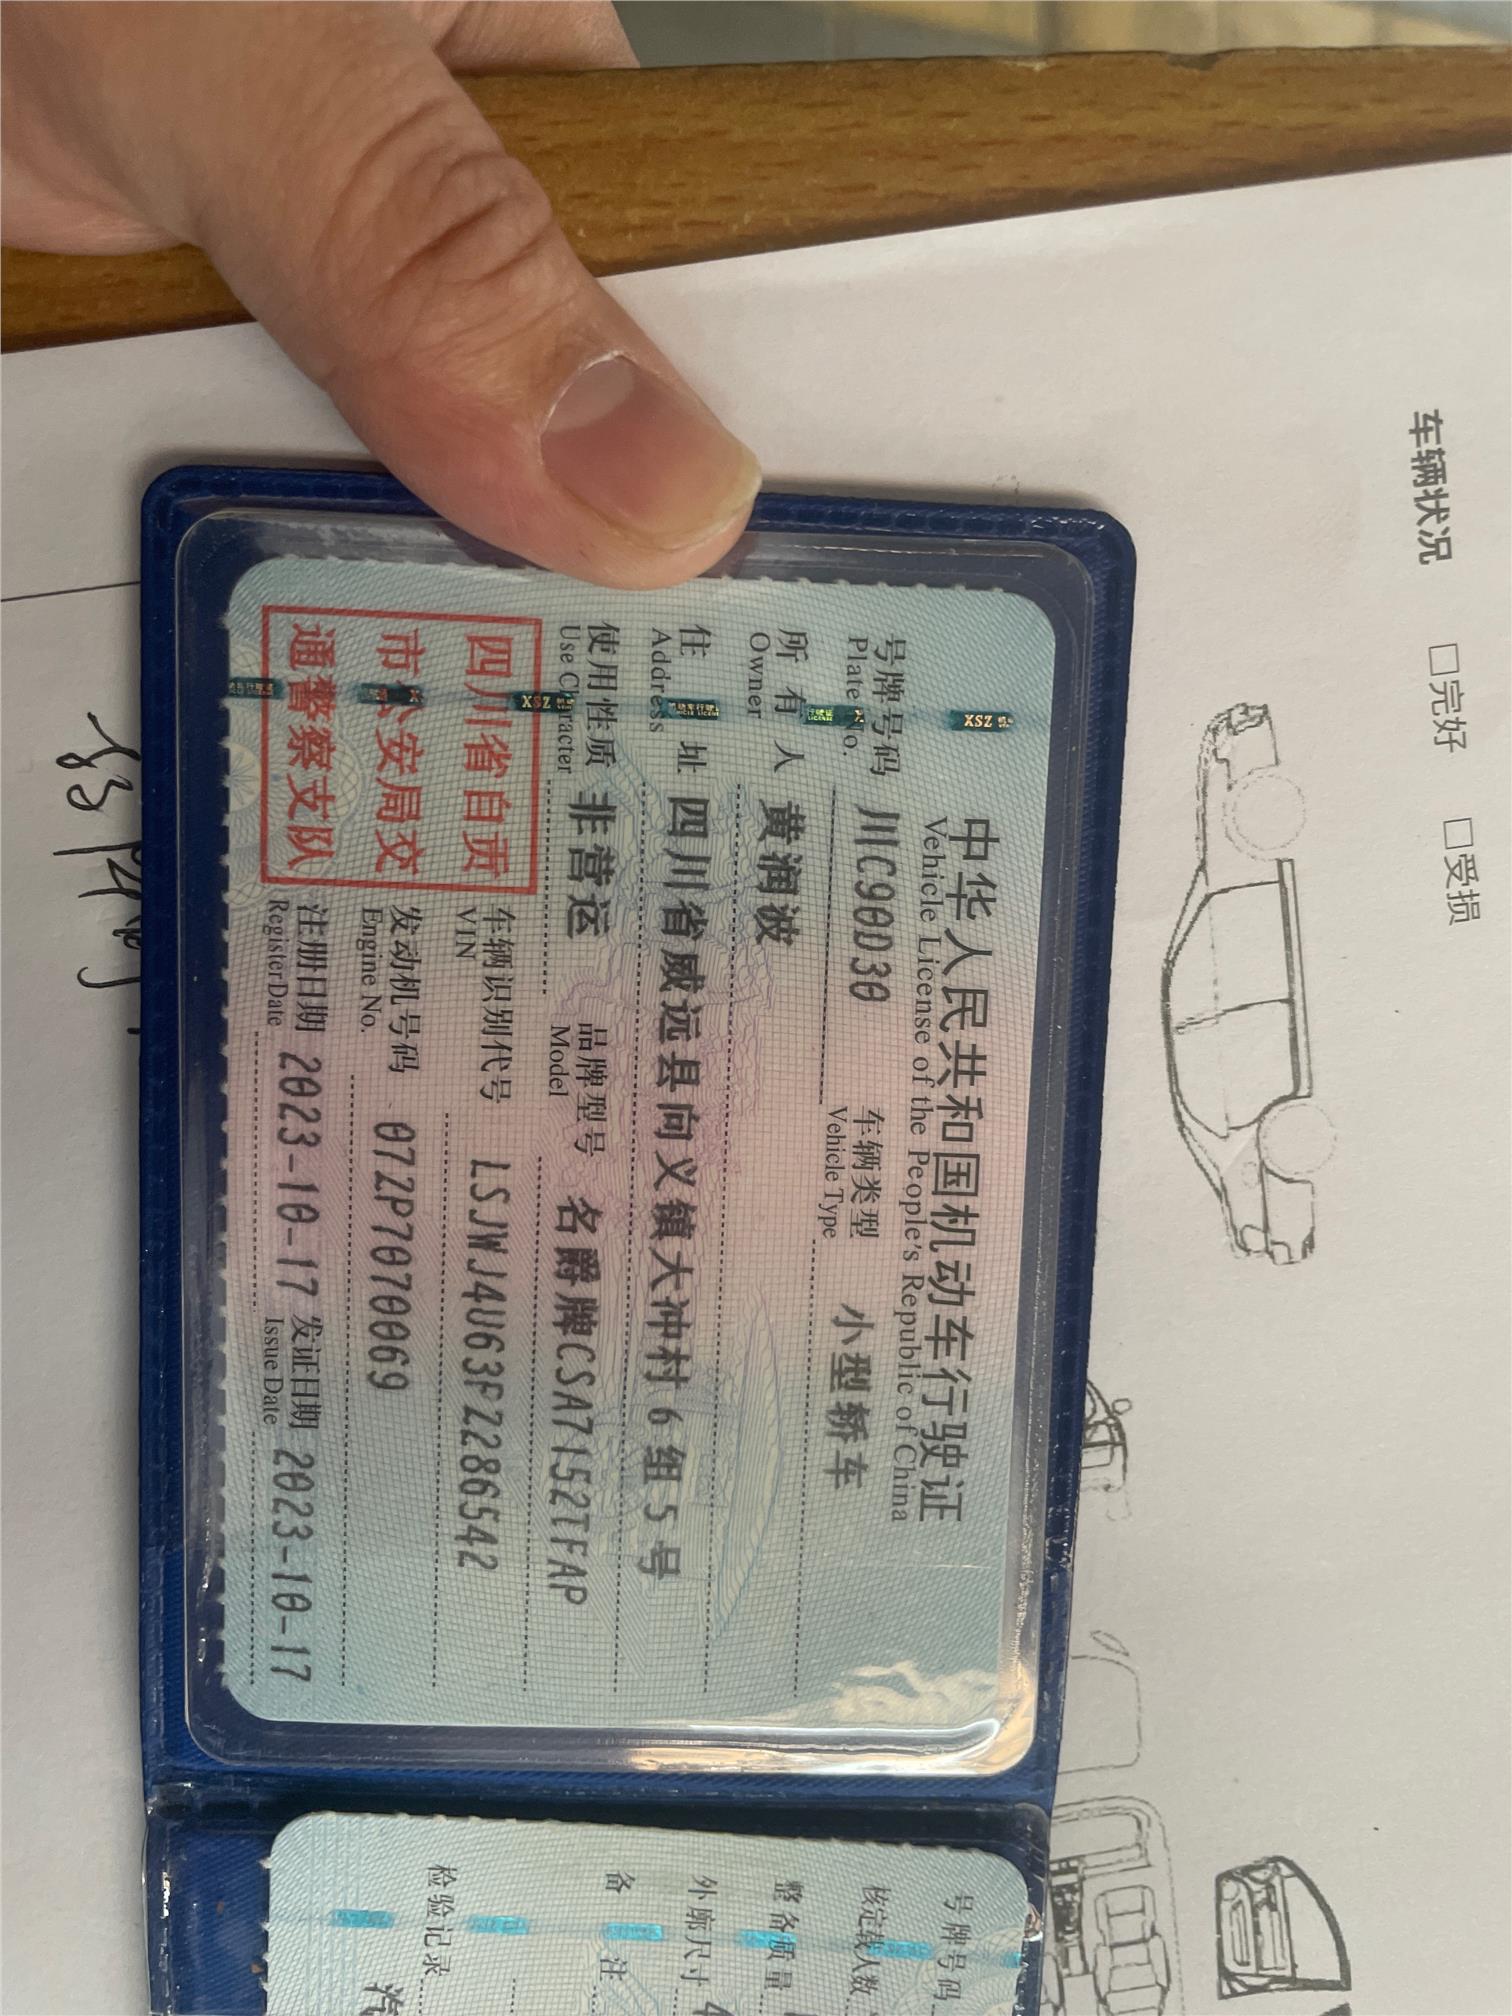 中华人民共和国机动车行驶证
Vehicle License of the People's Republic of China
号牌号码 川C90D30 车辆类型 小型轿车
Plate No. Vehicle Type
所有人 黄润波
Owner
住址 四川省威远县向义镇大冲村6组5号
Address
使用性质 非营运 品牌型号 名爵牌CSA7152TFAP
Use Character Model
四川省自贡
市公安局交
通警察支队
车辆识别代号 LSJWJ4U63PZ286542
VIN
发动机号码 07ZP7070069
Engine No.
注册日期 2023-10-17 发证日期 2023-10-17
Register Date Issue Date
号牌号码
核定载人数
整备质量
外廓尺寸
备注
检验记录
车辆状况 □完好 □受损